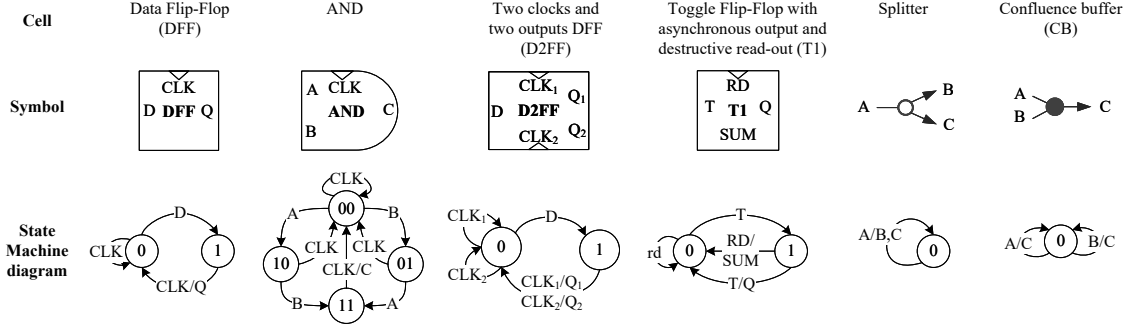 Cell
Data Flip-Flop
(DFF)
AND
Two clocks and
two outputs DFF
(D2FF)
Toggle Flip-Flop with
asynchronous output and
destructive read-out (T1)
Splitter
Confluence buffer
(CB)
Symbol
CLK
D DFF Q
A
CLK
AND
C
B
CLK1
Q1
D D2FF
Q2
CLK2
RD
T T1 Q
SUM
A
B
C
A
B
C
State
Machine
diagram
D
CLK
0
1
CLK/Q
CLK
00
A
B
CLK
CLK
10
01
CLK/C
B
A
11
CLK1
D
0
1
CLK2
CLK1/Q1
CLK2/Q2
T
rd
0
RD/
SUM
1
T/Q
A/B,C
0
A/C
0
B/C